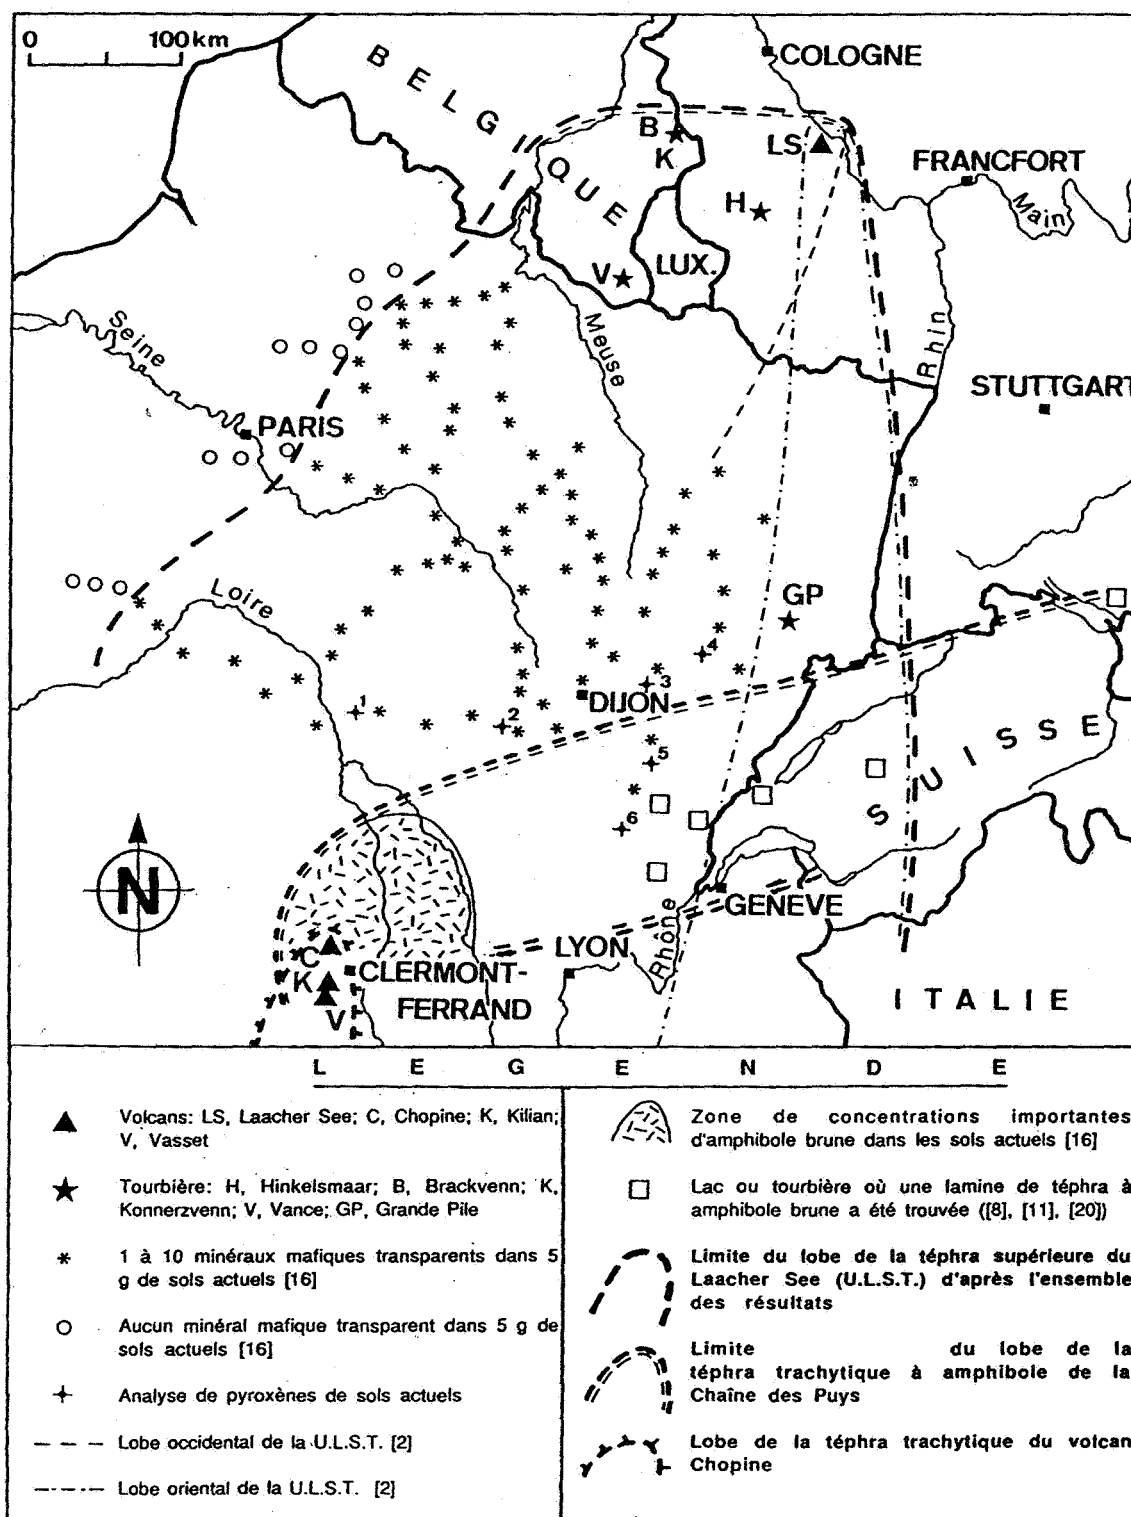 0 100 km
BELGIQUE
COLOGNE
B
K
LS
FRANCFORT
Main
H
V
LUX.
Seine
Meuse
Rhin
STUTTGART
PARIS
Loire
GP
4
3
DIJON
1
2
5
6
SUISSE
N
GENEVE
LYON
Rhône
C
K
V
CLERMONT-
FERRAND
ITALIE
LEGENDE
Volcans: LS, Laacher See; C, Chopine; K, Kilian;
V, Vasset
Tourbière: H, Hinkelsmaar; B, Brackvenn; K,
Konnerzvenn; V, Vance; GP, Grande Pile
1 à 10 minéraux mafiques transparents dans 5
g de sols actuels [16]
Aucun minéral mafique transparent dans 5 g de
sols actuels [16]
Analyse de pyroxènes de sols actuels
Lobe occidental de la U.L.S.T. [2]
Lobe oriental de la U.L.S.T. [2]
Zone de concentrations importantes
d'amphibole brune dans les sols actuels [16]
Lac ou tourbière où une lamine de téphra à
amphibole brune a été trouvée ([8], [11], [20])
Limite du lobe de la téphra supérieure du
Laacher See (U.L.S.T.) d'après l'ensemble
des résultats
Limite du lobe de la
téphra trachytique à amphibole de la
Chaîne des Puys
Lobe de la téphra trachytique du volcan
Chopine